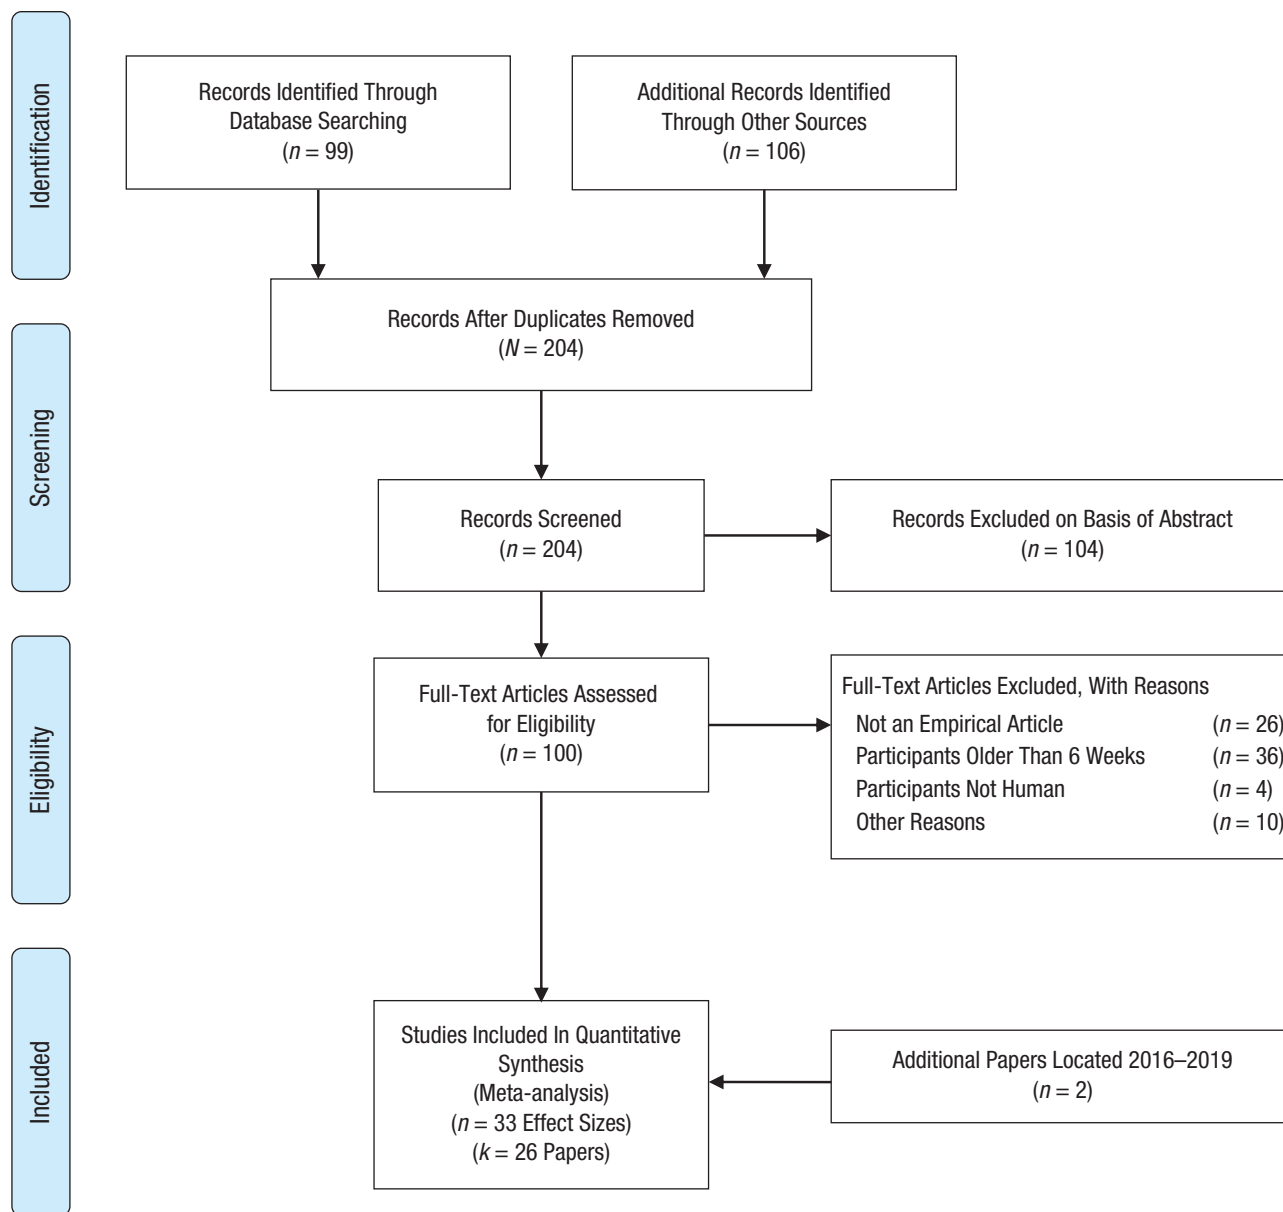 Identification
Records Identified Through
Database Searching
(n = 99)
Additional Records Identified
Through Other Sources
(n = 106)
Records After Duplicates Removed
(N = 204)
Screening
Records Screened
(n = 204)
Records Excluded on Basis of Abstract
(n = 104)
Eligibility
Full-Text Articles Assessed
for Eligibility
(n = 100)
Full-Text Articles Excluded, With Reasons
Not an Empirical Article (n = 26)
Participants Older Than 6 Weeks (n = 36)
Participants Not Human (n = 4)
Other Reasons (n = 10)
Included
Studies Included In Quantitative
Synthesis
(Meta-analysis)
(n = 33 Effect Sizes)
(k = 26 Papers)
Additional Papers Located 2016–2019
(n = 2)